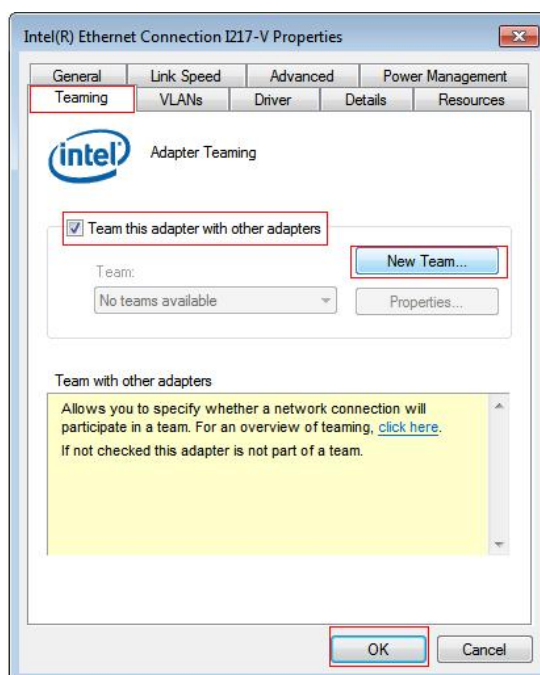 Intel(R) Ethernet Connection I217-V Properties
General Link Speed Advanced Power Management
Teaming VLANs Driver Details Resources
intel Adapter Teaming
Team this adapter with other adapters
New Team...
Team:
No teams available Properties...
Team with other adapters
Allows you to specify whether a network connection will
participate in a team. For an overview of teaming, click here.
If not checked this adapter is not part of a team.
OK Cancel